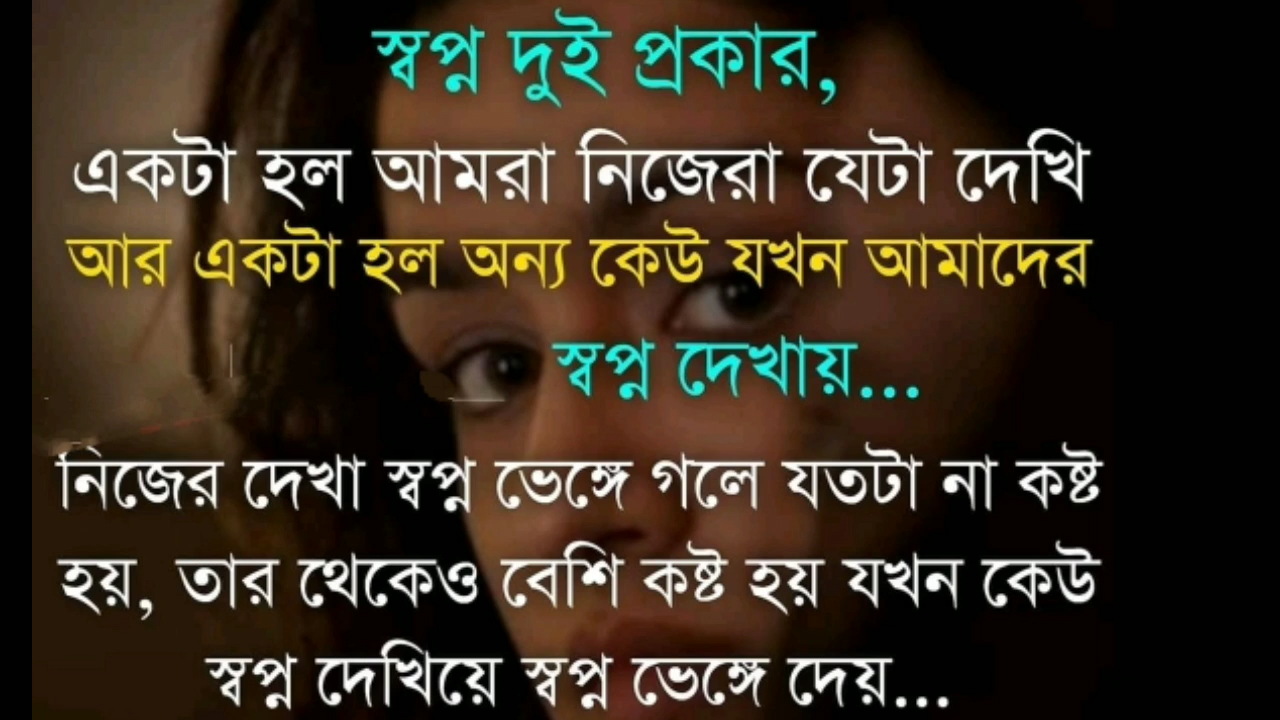 স্বপ্ন দুই প্রকার,
একটা হল আমরা নিজেরা যেটা দেখি
আর একটা হল অন্য কেউ যখন আমাদের
স্বপ্ন দেখায়...
নিজের দেখা স্বপ্ন ভেঙ্গে গলে যতটা না কষ্ট
হয়, তার থেকেও বেশি কষ্ট হয় যখন কেউ
স্বপ্ন দেখিয়ে স্বপ্ন ভেঙ্গে দেয়...